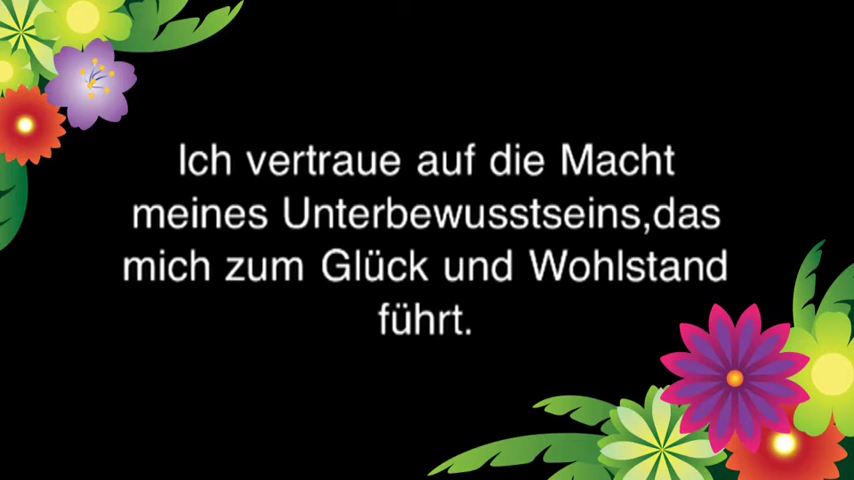 Ich vertraue auf die Macht
meines Unterbewusstseins,das
mich zum Glück und Wohlstand
führt.